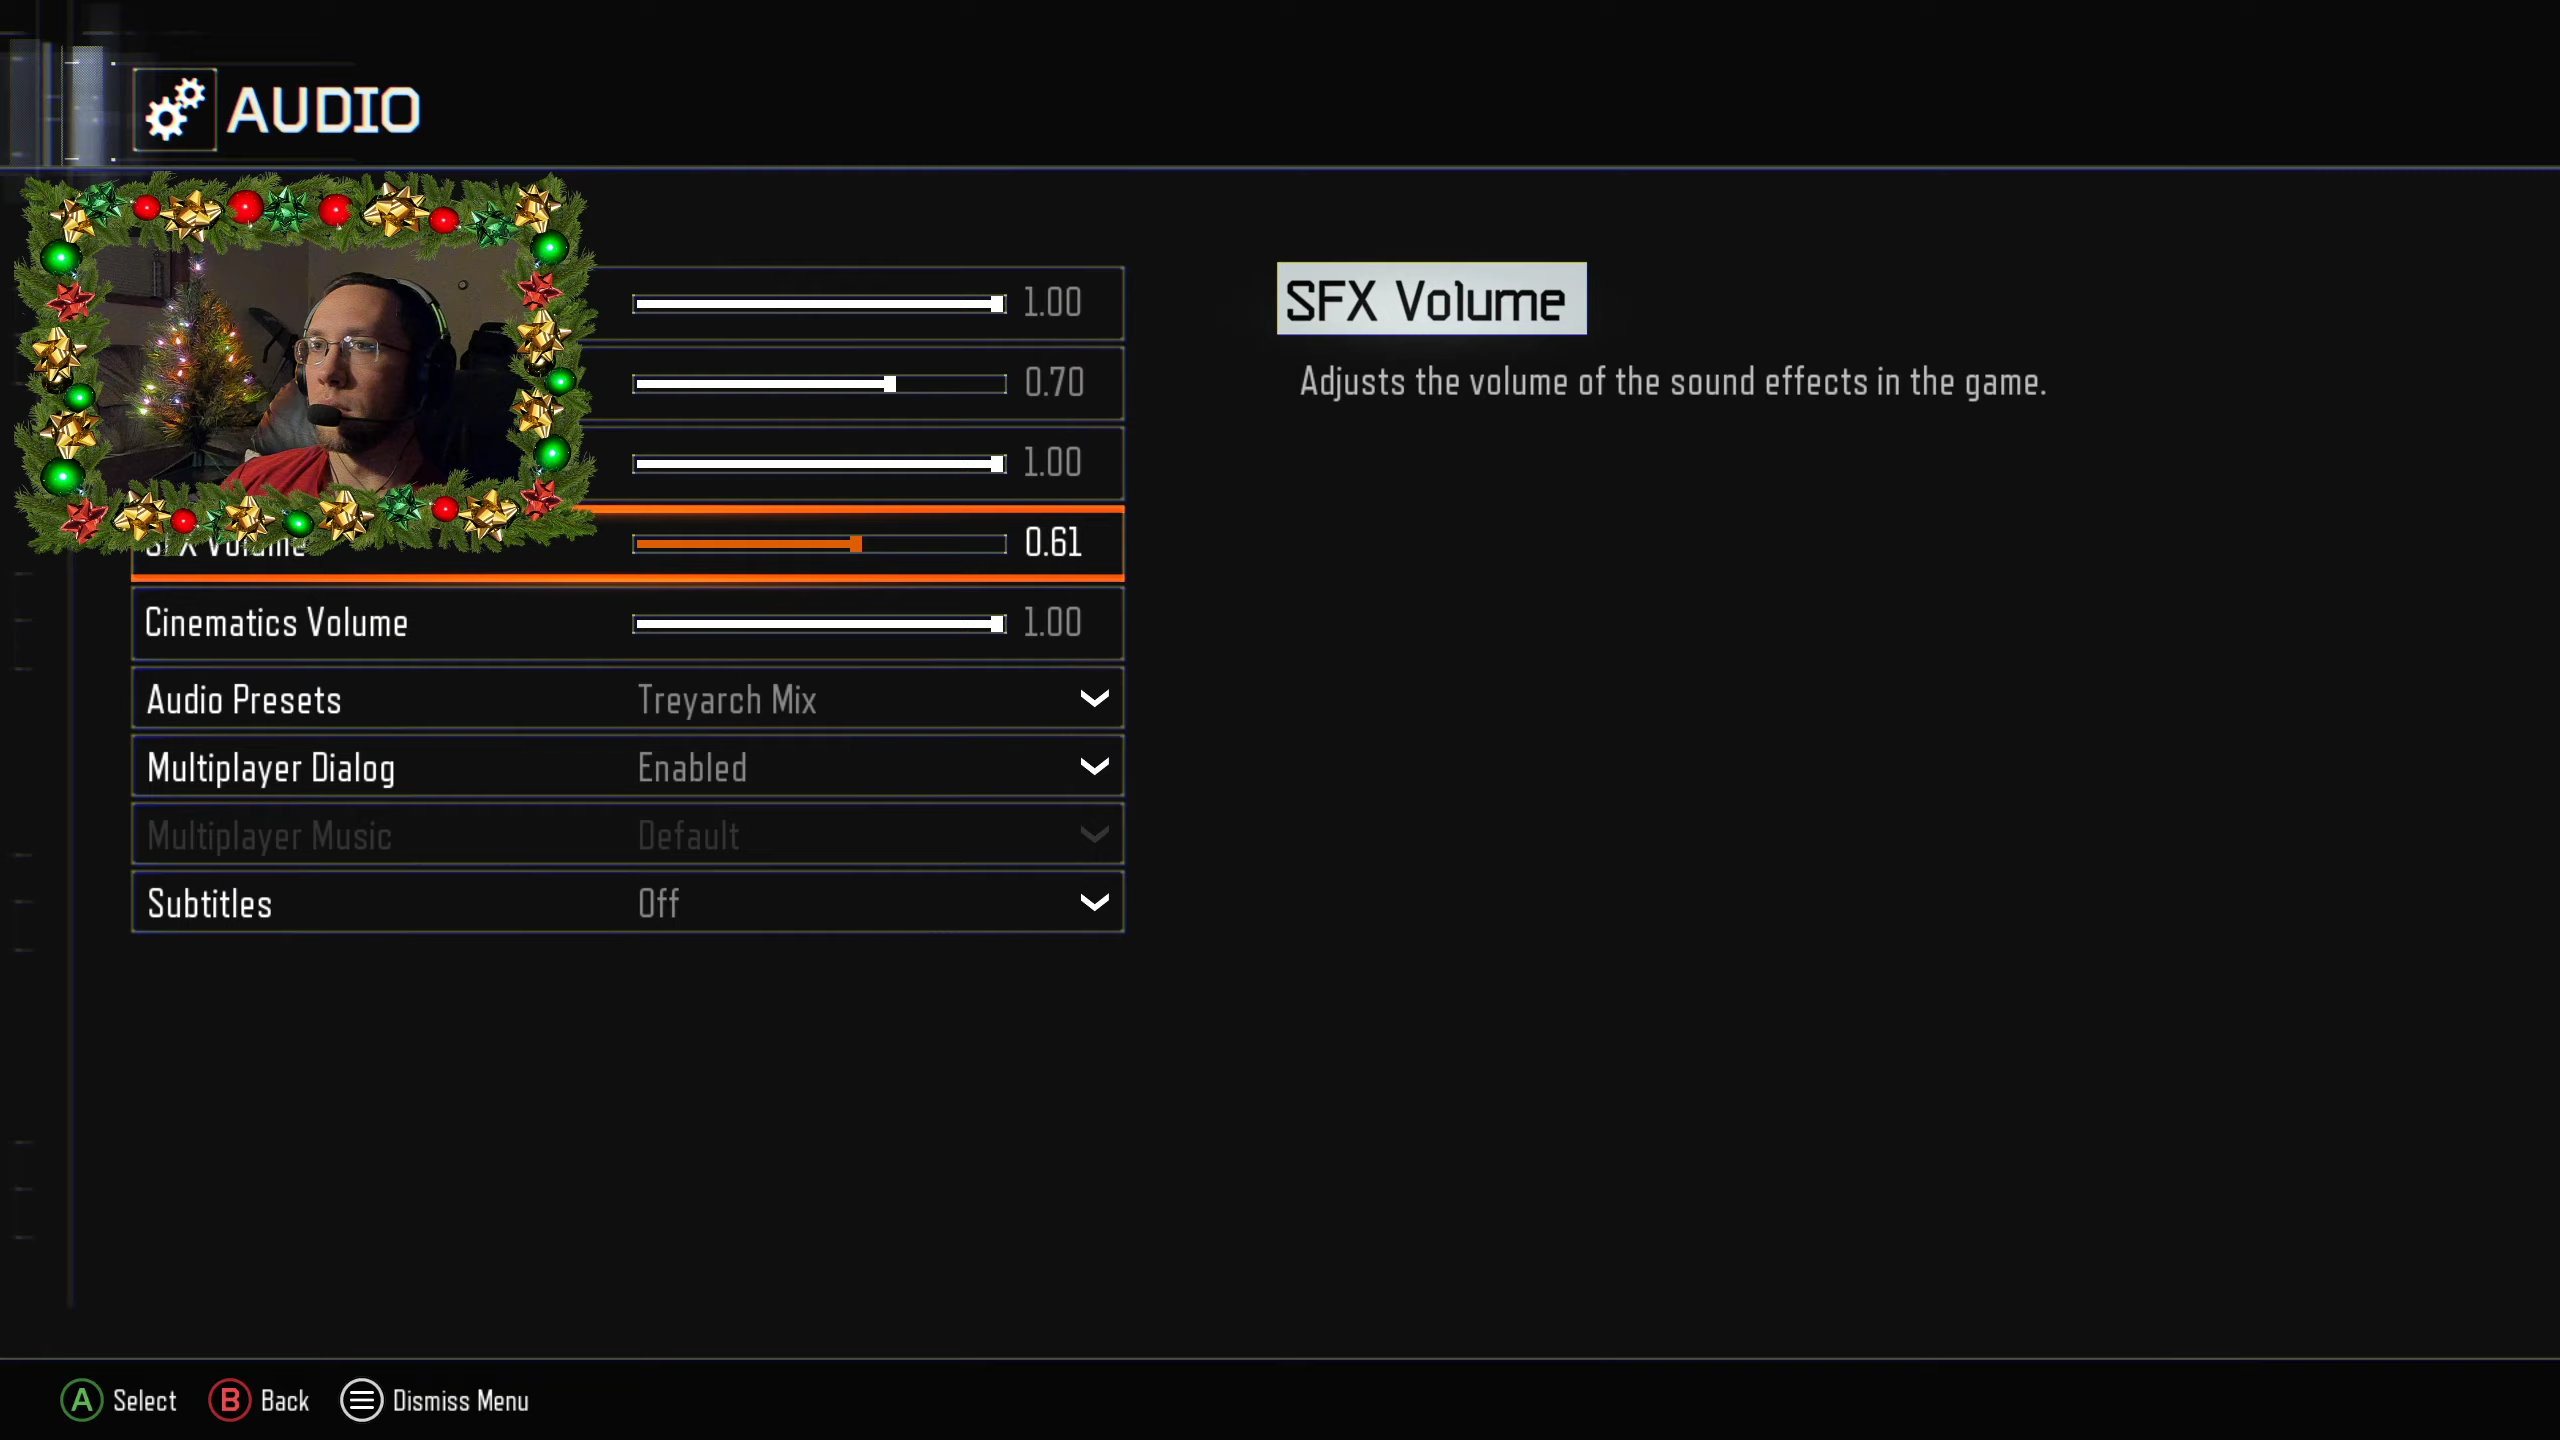 AUDIO
1.00
0.70
1.00
SFX Volume 0.61
Cinematics Volume 1.00
Audio Presets Treyarch Mix
Multiplayer Dialog Enabled
Multiplayer Music Default
Subtitles Off
SFX Volume
Adjusts the volume of the sound effects in the game.
A Select B Back Dismiss Menu